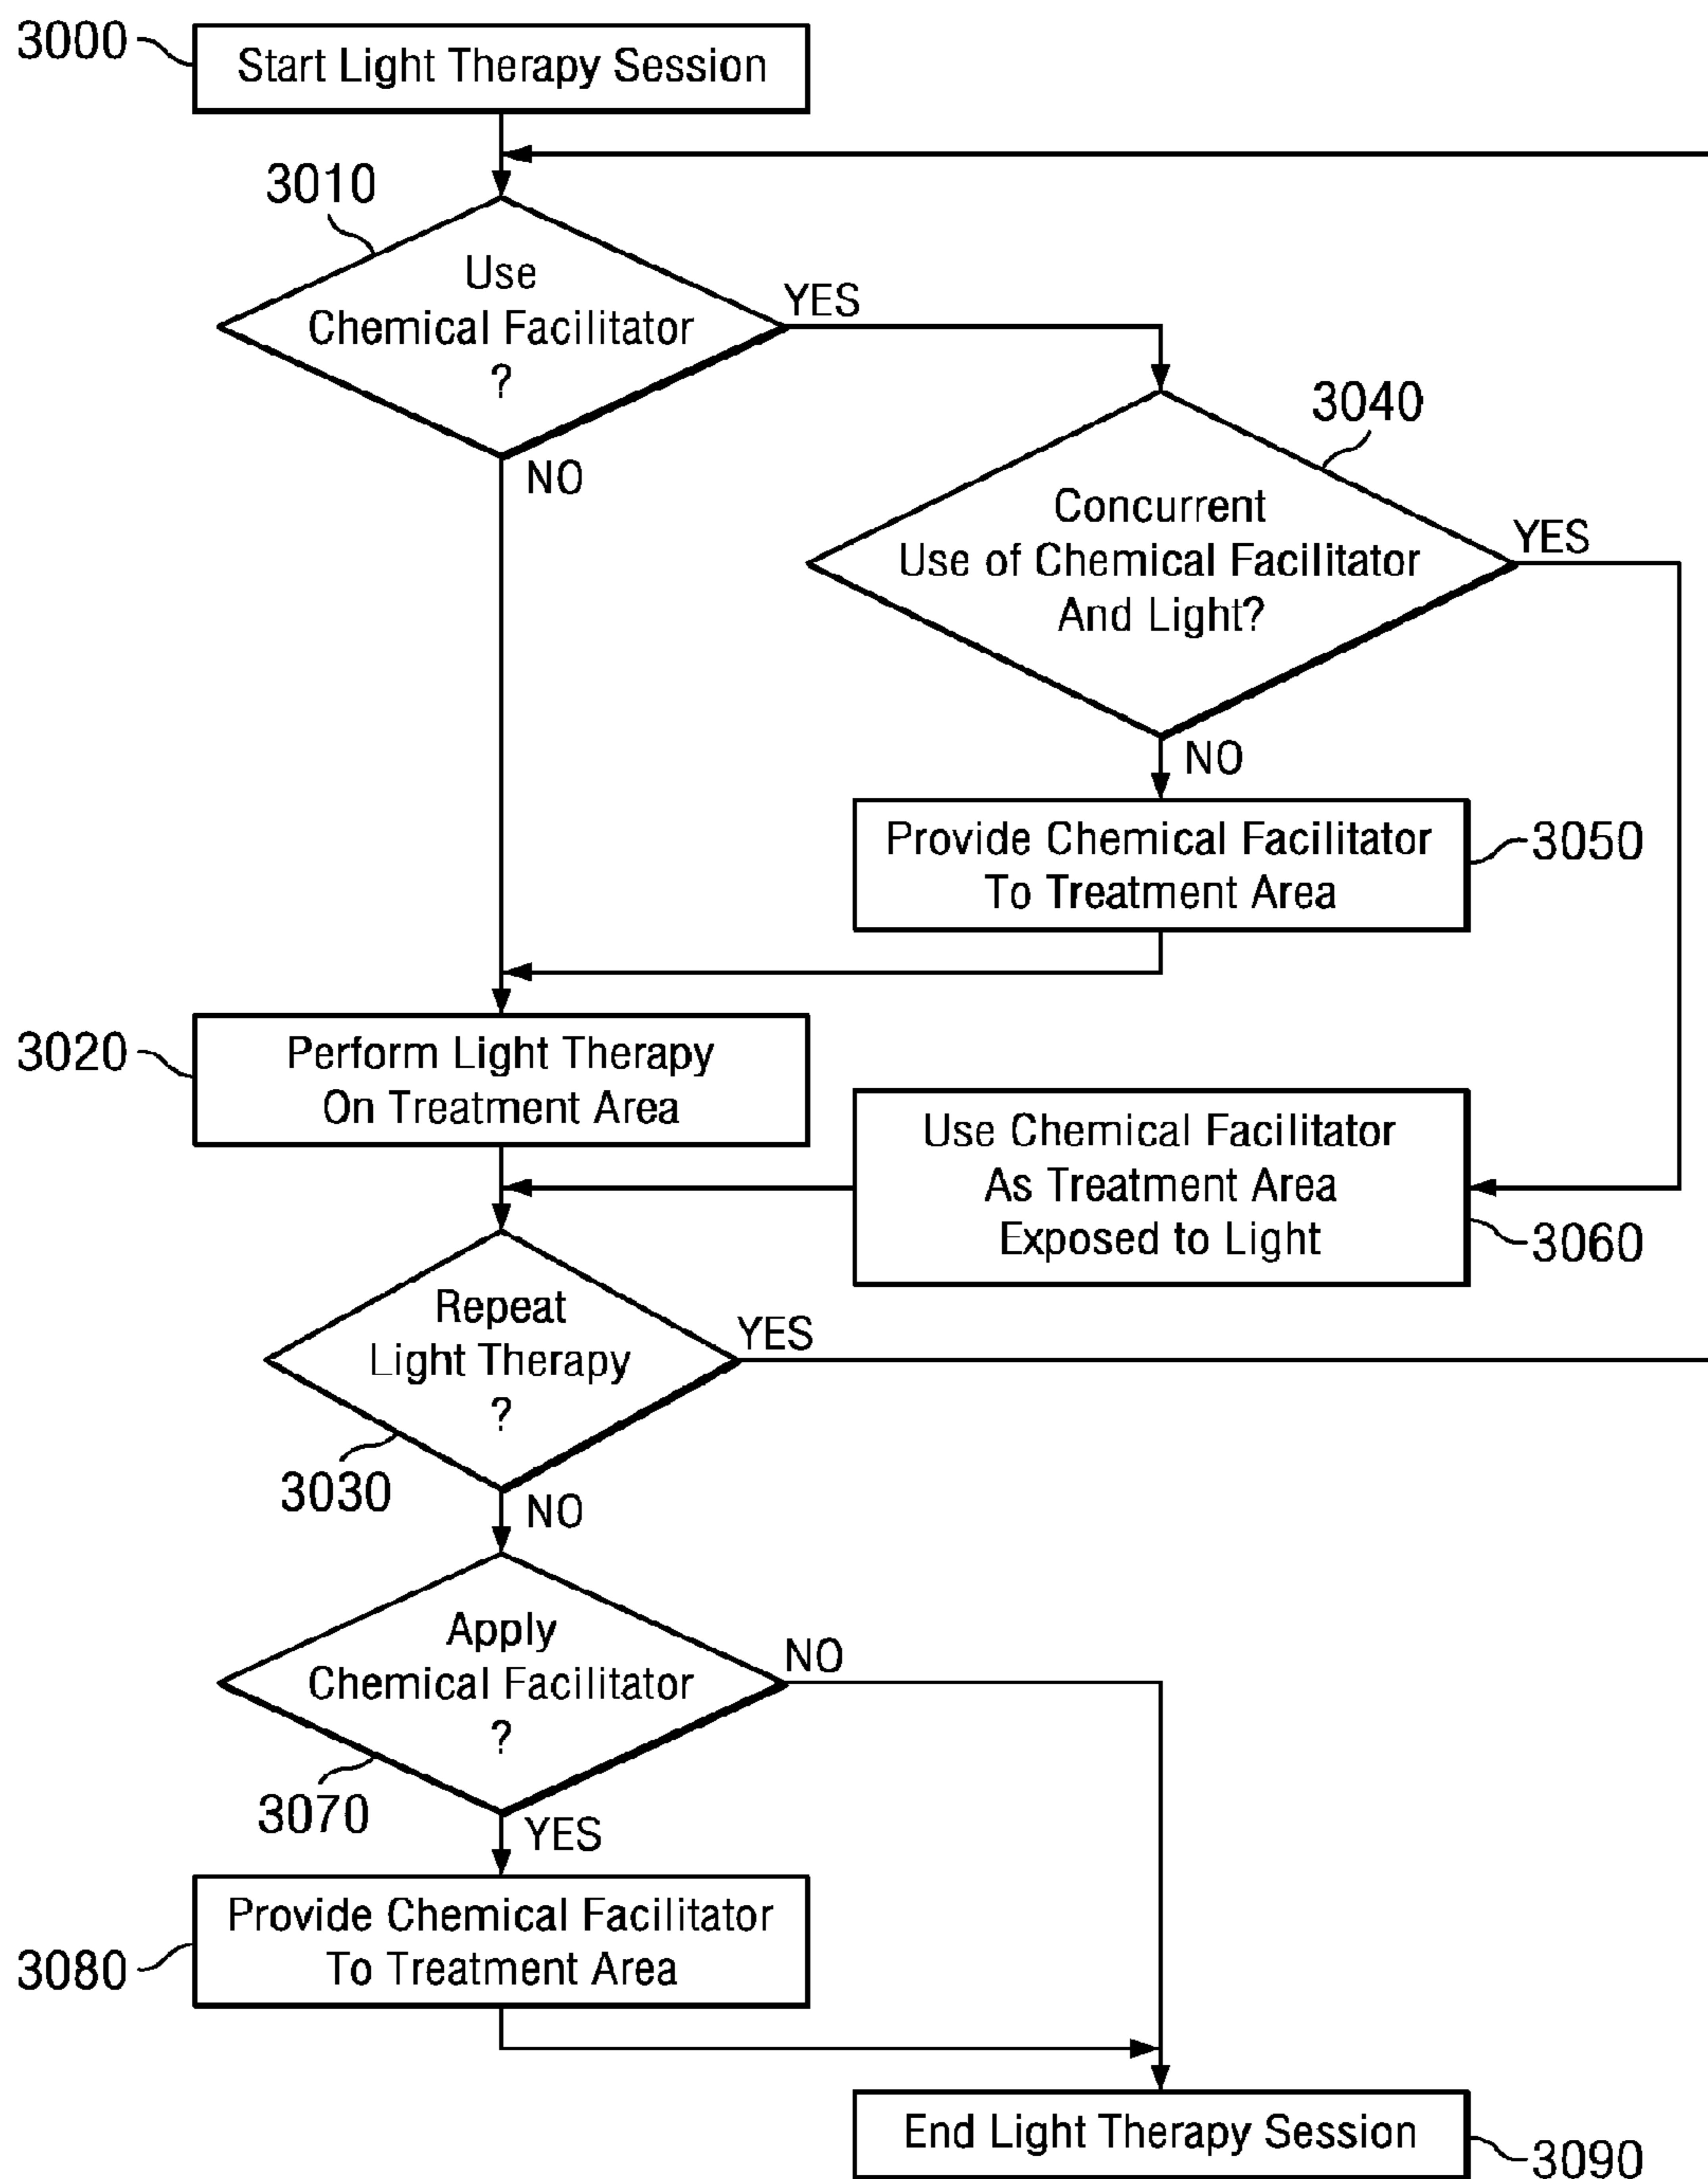 3000
Start Light Therapy Session
3010
Use
Chemical Facilitator
?
YES
NO
3040
Concurrent
Use of Chemical Facilitator
And Light?
YES
NO
Provide Chemical Facilitator
To Treatment Area
3050
3020
Perform Light Therapy
On Treatment Area
Use Chemical Facilitator
As Treatment Area
Exposed to Light
3060
Repeat
Light Therapy
?
YES
3030
NO
Apply
Chemical Facilitator
?
NO
3070
YES
Provide Chemical Facilitator
To Treatment Area
3080
End Light Therapy Session
3090